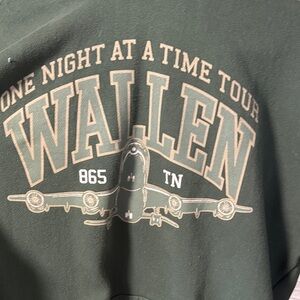 ONE NIGHT AT A TIME TOUR
WALLEN
865 TN